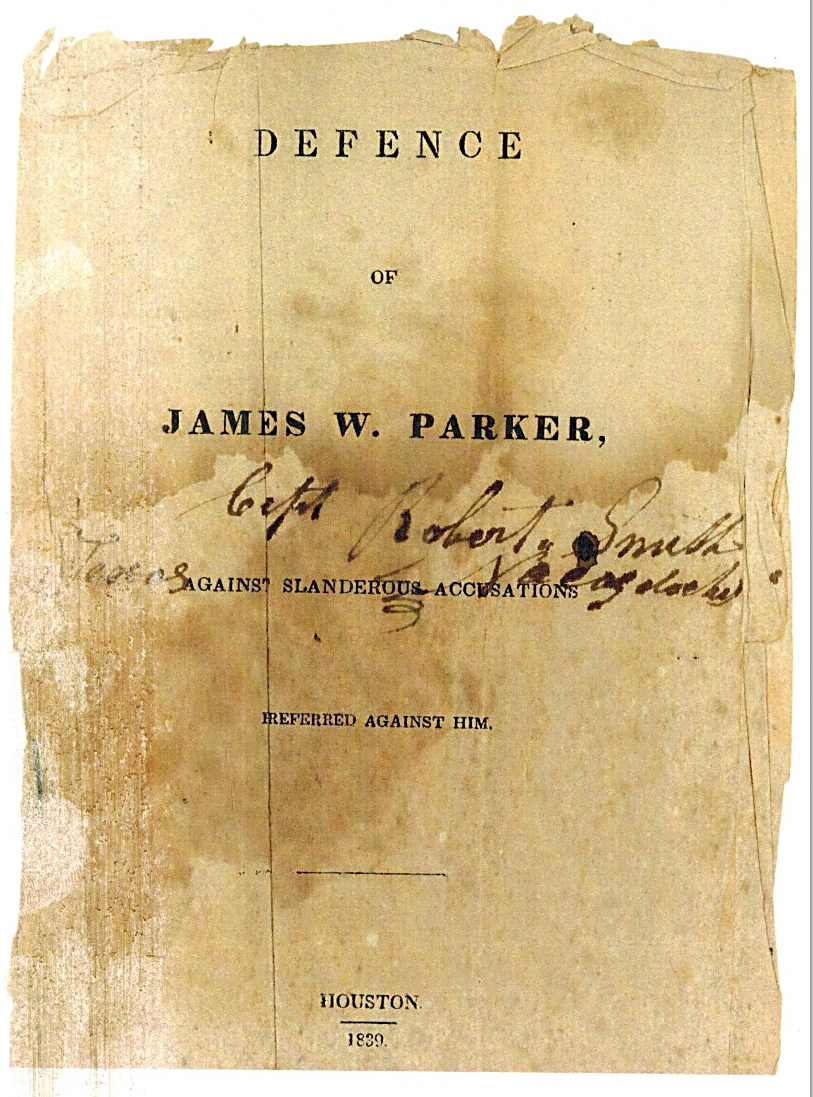 DEFENCE
OF
JAMES W. PARKER,
Capt Robert Smith
Nacogdoches
Texas
AGAINST SLANDEROUS ACCUSATIONS
PREFERRED AGAINST HIM.
HOUSTON.
1839.